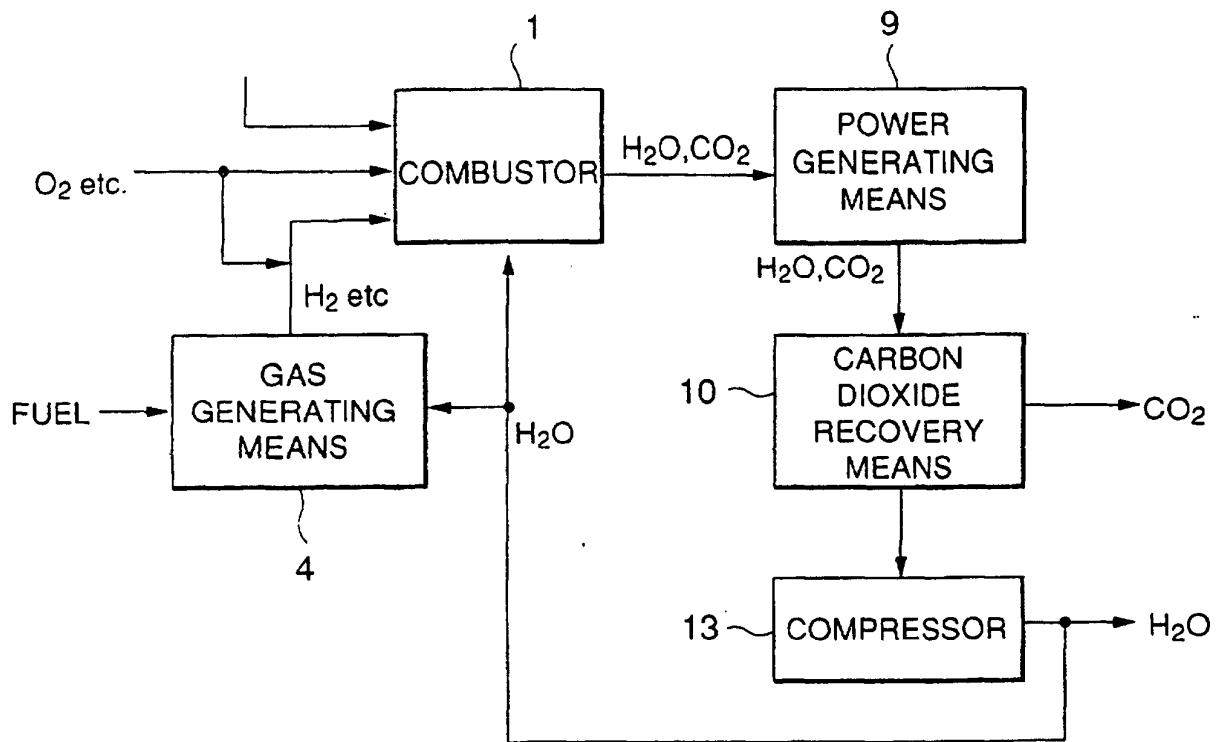 1
9
COMBUSTOR
H2O,CO2
POWER
GENERATING
MEANS
O2 etc.
H2O,CO2
H2 etc
GAS
GENERATING
MEANS
FUEL
H2O
4
10
CARBON
DIOXIDE
RECOVERY
MEANS
CO2
13
COMPRESSOR
H2O